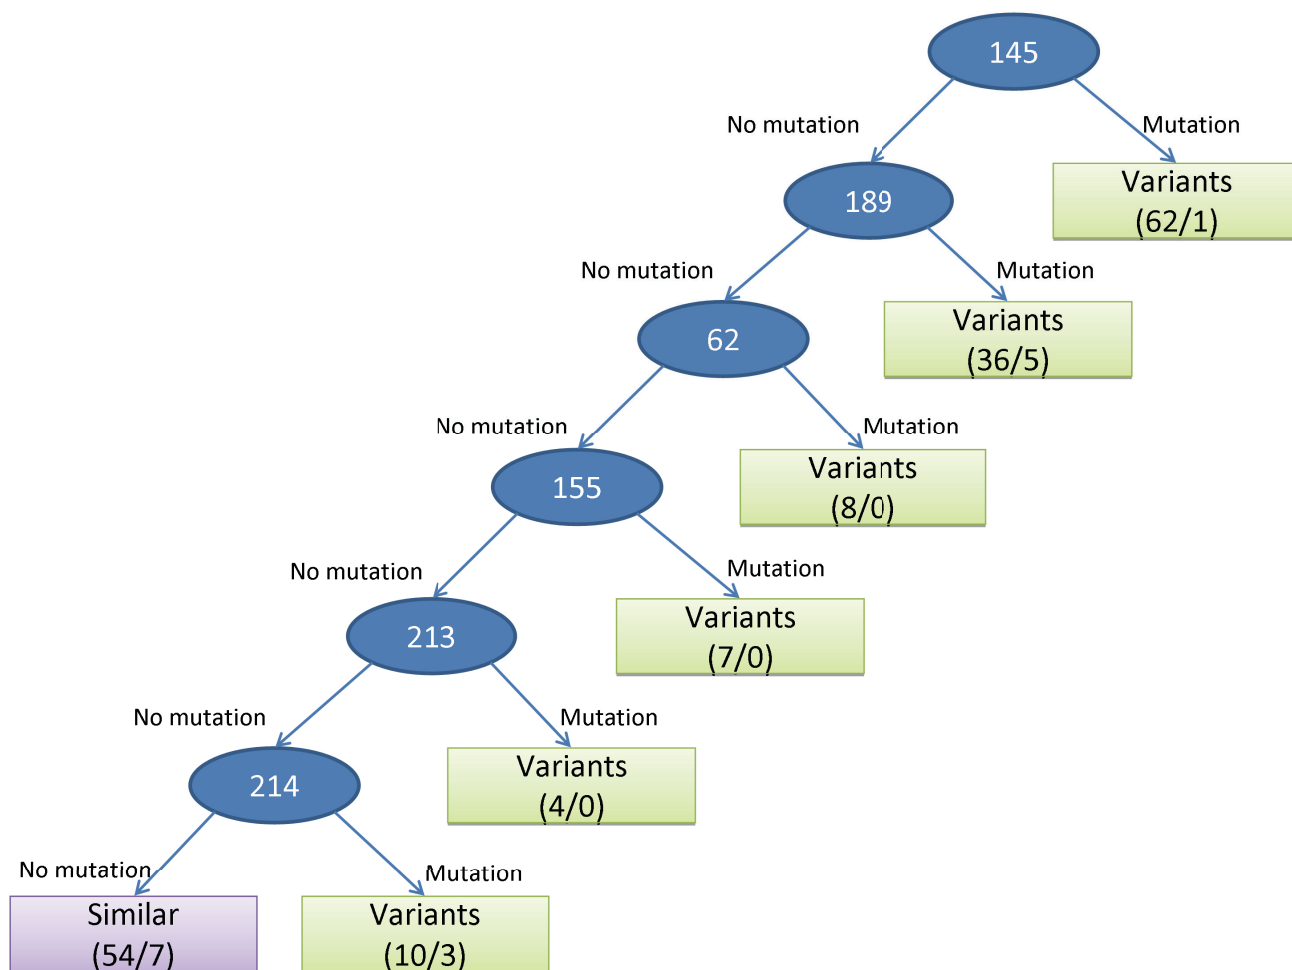 145
No mutation
Mutation
189
Variants
(62/1)
No mutation
Mutation
62
Variants
(36/5)
No mutation
Mutation
155
Variants
(8/0)
No mutation
Mutation
213
Variants
(7/0)
No mutation
Mutation
214
Variants
(4/0)
No mutation
Mutation
Similar
(54/7)
Variants
(10/3)